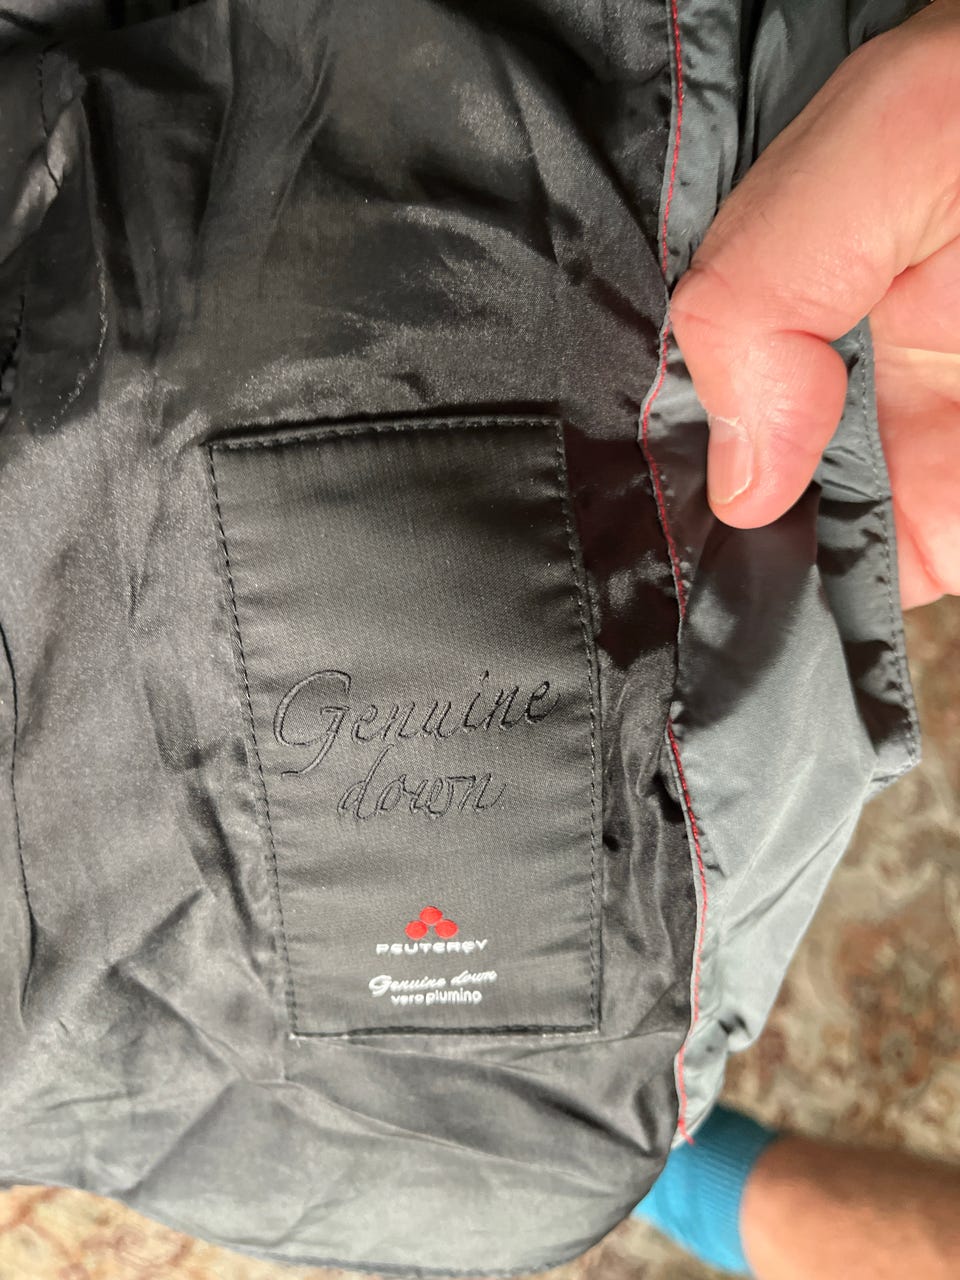 Genuine
down
PEUTEREY
Genuine down
vero piumino